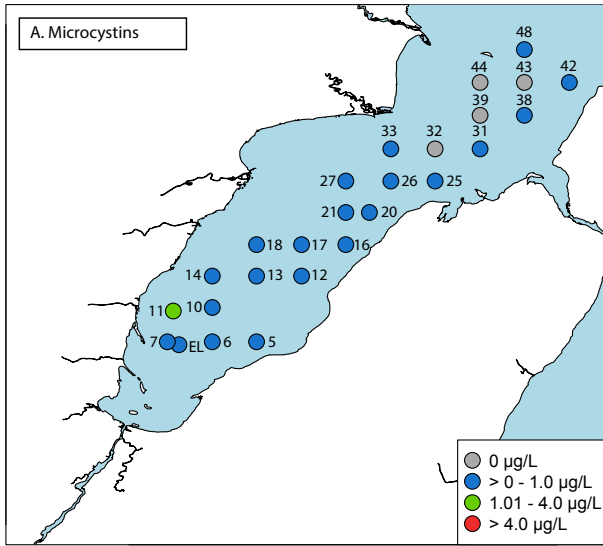 A. Microcystins
48
44 43 42
39 38
33 32 31
27 26 25
21 20
18 17 16
14 13 12
11 10
7 EL 6 5
0 µg/L
> 0 - 1.0 µg/L
1.01 - 4.0 µg/L
> 4.0 µg/L